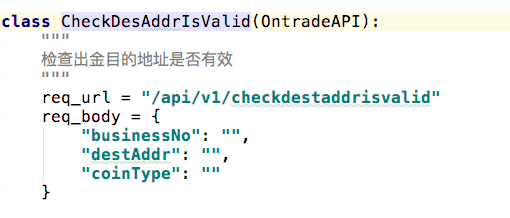 class CheckDesAddrIsValid(OntradeAPI):
"""
检查出金目的地址是否有效
"""
req_url = "/api/v1/checkdestaddrisvalid"
req_body = {
"businessNo": "",
"destAddr": "",
"coinType": ""
}